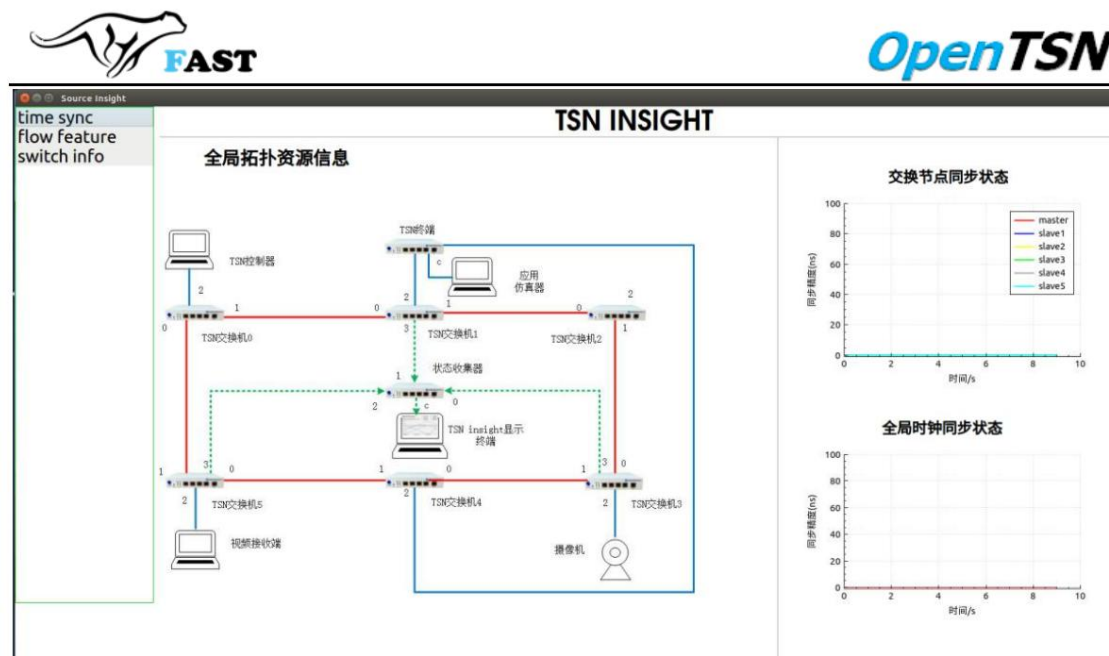 FAST
OpenTSN
Source Insight
time sync
flow feature
switch info
TSN INSIGHT
全局拓扑资源信息
TSN控制器
2
0
1
TSN交换机0
TSN终端
c
应用
仿真器
2
0
1
3
TSN交换机1
0
2
1
TSN交换机2
状态收集器
1
2
0
c
TSN insight显示
终端
1
3
0
2
TSN交换机5
视频接收端
1
0
2
TSN交换机4
1
3
0
2
TSN交换机3
摄像机
交换节点同步状态
同步精度(ns)
100
80
60
40
20
0
master
slave1
slave2
slave3
slave4
slave5
0 2 4 6 8 10
时间/s
全局时钟同步状态
同步精度(ns)
100
80
60
40
20
0
0 2 4 6 8 10
时间/s